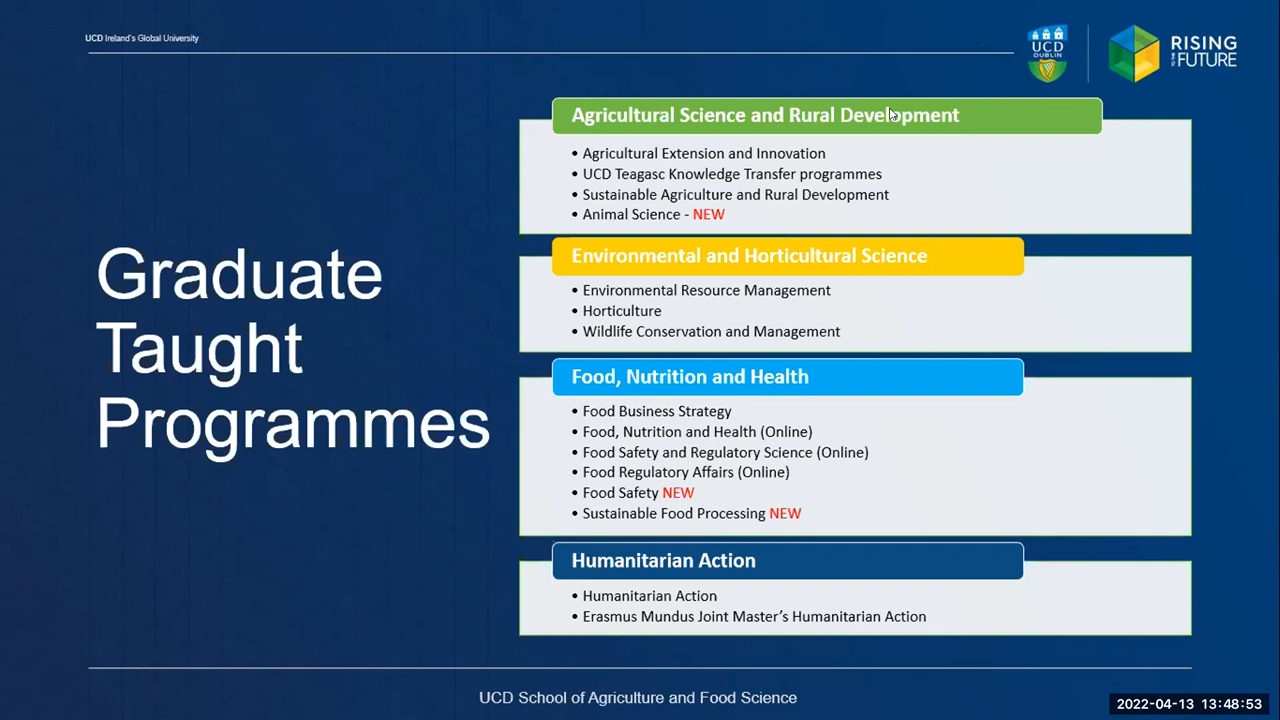 UCD Ireland's Global University
UCD
DUBLIN
RISING
TO THE
FUTURE
Graduate
Taught
Programmes
Agricultural Science and Rural Development
• Agricultural Extension and Innovation
• UCD Teagasc Knowledge Transfer programmes
• Sustainable Agriculture and Rural Development
• Animal Science - NEW
Environmental and Horticultural Science
• Environmental Resource Management
• Horticulture
• Wildlife Conservation and Management
Food, Nutrition and Health
• Food Business Strategy
• Food, Nutrition and Health (Online)
• Food Safety and Regulatory Science (Online)
• Food Regulatory Affairs (Online)
• Food Safety NEW
• Sustainable Food Processing NEW
Humanitarian Action
• Humanitarian Action
• Erasmus Mundus Joint Master’s Humanitarian Action
UCD School of Agriculture and Food Science
2022-04-13 13:48:53